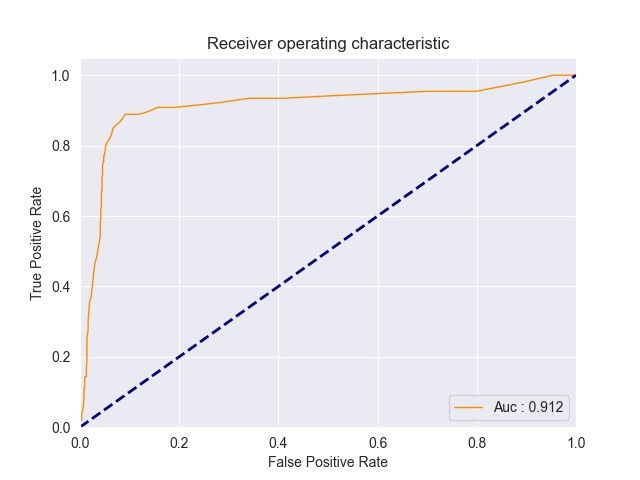 Receiver operating characteristic
True Positive Rate
1.0
0.8
0.6
0.4
0.2
0.0
0.0 0.2 0.4 0.6 0.8 1.0
False Positive Rate
Auc : 0.912